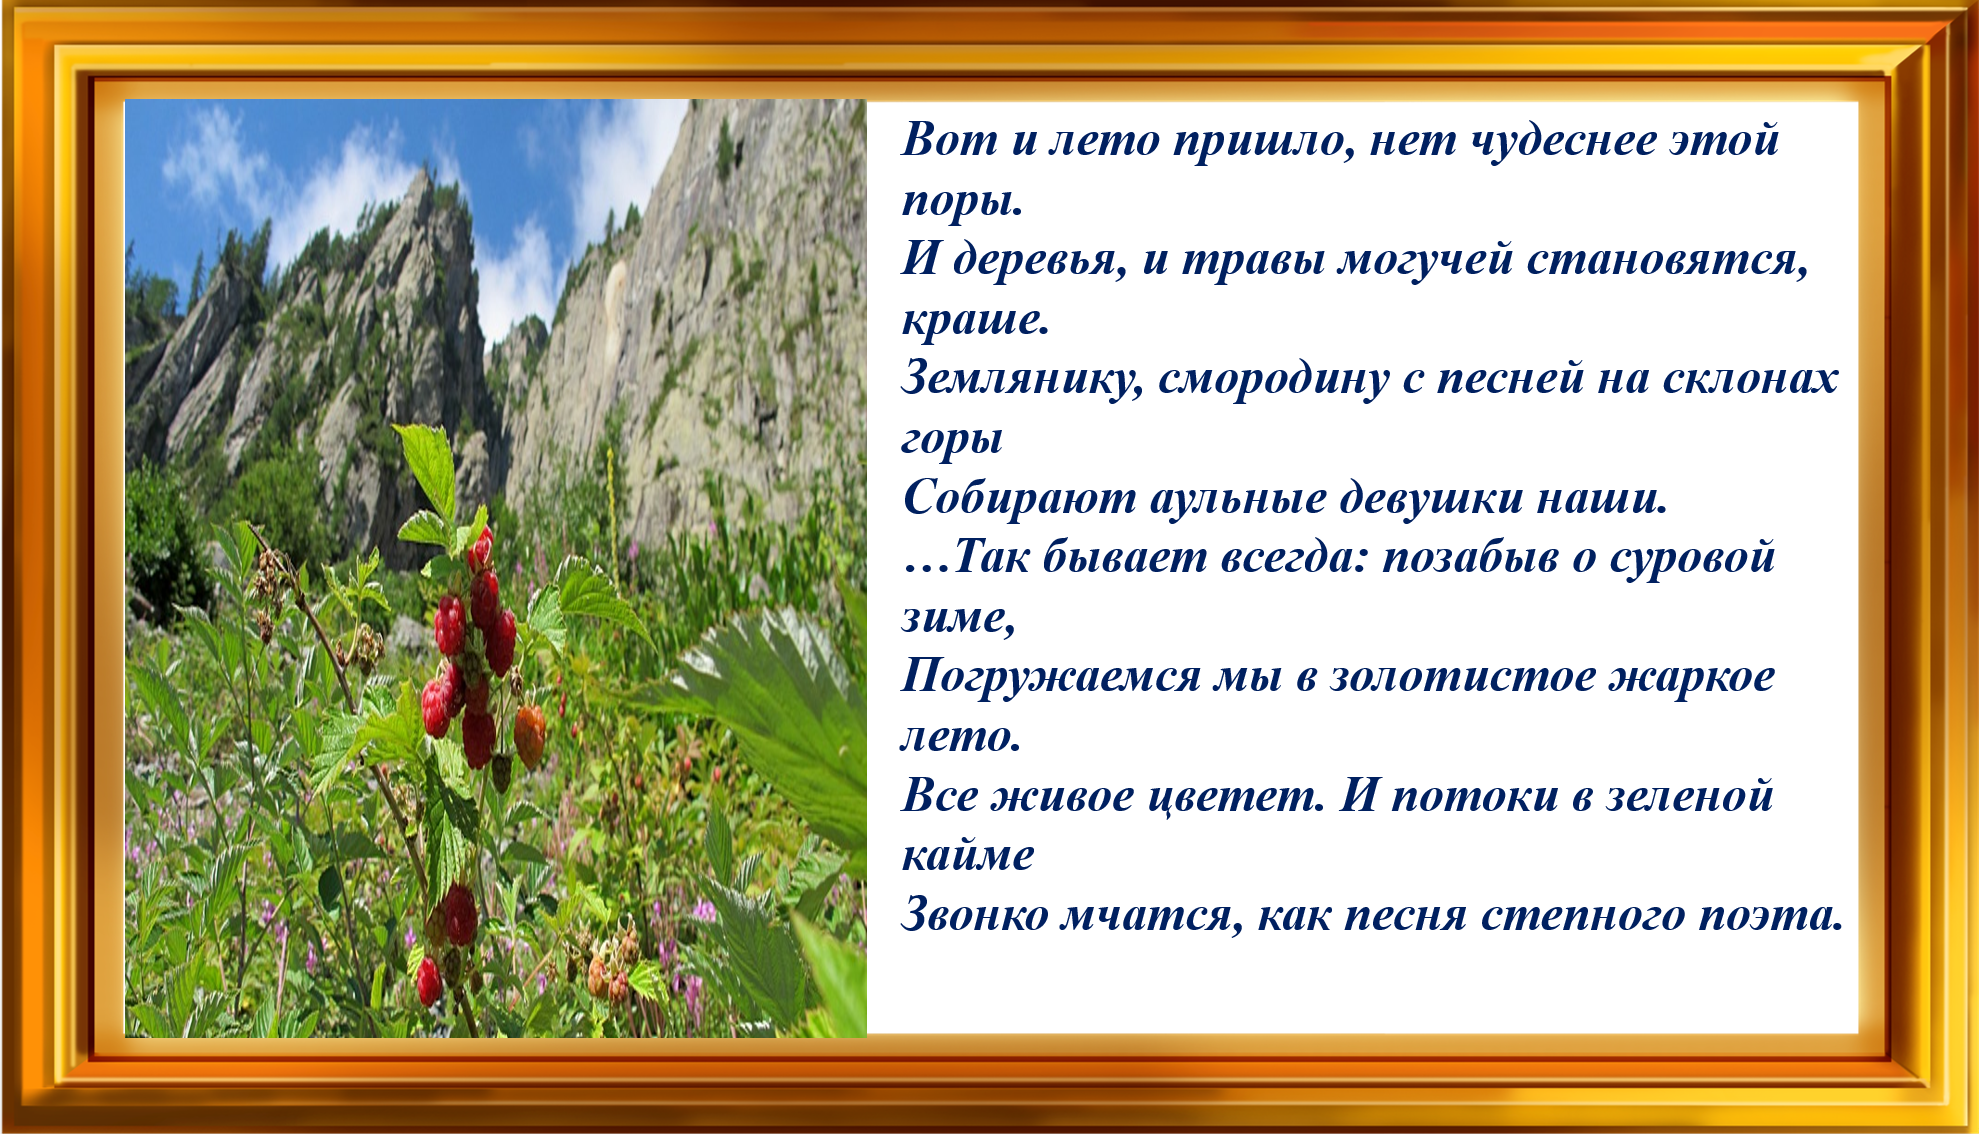 Вот и лето пришло, нет чудеснее этой
поры.
И деревья, и травы могучей становятся,
краше.
Землянику, смородину с песней на склонах
горы
Собирают аульные девушки наши.
…Так бывает всегда: позабыв о суровой
зиме,
Погружаемся мы в золотистое жаркое
лето.
Все живое цветет. И потоки в зеленой
кайме
Звонко мчатся, как песня степного поэта.